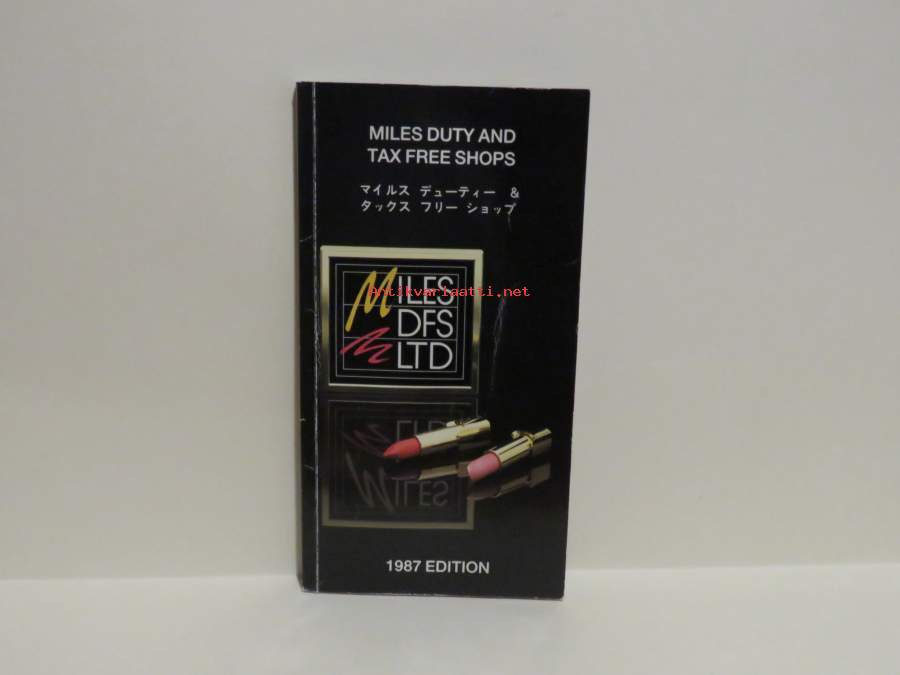 MILES DUTY AND
TAX FREE SHOPS
マイルス デューティー &
タックス フリー ショップ
MILES
DFS
LTD
Antikvariaatti.net
MILES
1987 EDITION